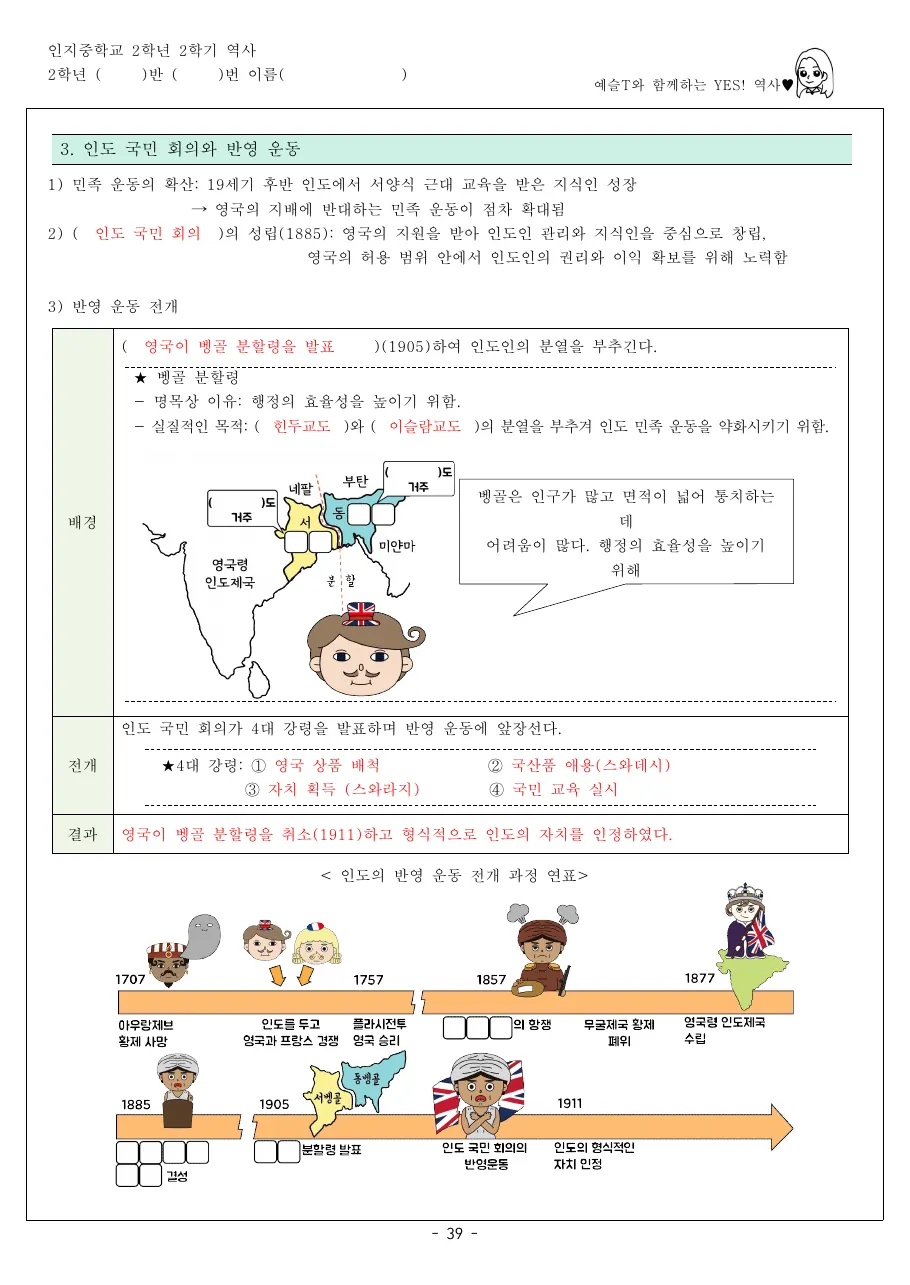 인지중학교 2학년 2학기 역사
2학년 (      )반 (      )번 이름(                )
예슬T와 함께하는 YES! 역사♥
3. 인도 국민 회의와 반영 운동
1) 민족 운동의 확산: 19세기 후반 인도에서 서양식 근대 교육을 받은 지식인 성장
→ 영국의 지배에 반대하는 민족 운동이 점차 확대됨
2) ( 인도 국민 회의 )의 성립(1885): 영국의 지원을 받아 인도인 관리와 지식인을 중심으로 창립,
영국의 허용 범위 안에서 인도인의 권리와 이익 확보를 위해 노력함
3) 반영 운동 전개
배경
( 영국이 벵골 분할령을 발표 )(1905)하여 인도인의 분열을 부추긴다.
★ 벵골 분할령
- 명목상 이유: 행정의 효율성을 높이기 위함.
- 실질적인 목적: ( 힌두교도 )와 ( 이슬람교도 )의 분열을 부추겨 인도 민족 운동을 약화시키기 위함.
(        )도
거주
네팔
부탄
(        )도
거주
서
동
미얀마
영국령
인도제국
분 할
벵골은 인구가 많고 면적이 넓어 통치하는
데
어려움이 많다. 행정의 효율성을 높이기
위해
전개
인도 국민 회의가 4대 강령을 발표하며 반영 운동에 앞장선다.
★4대 강령: ① 영국 상품 배척 ② 국산품 애용(스와데시)
③ 자치 획득 (스와라지) ④ 국민 교육 실시
결과
영국이 벵골 분할령을 취소(1911)하고 형식적으로 인도의 자치를 인정하였다.
< 인도의 반영 운동 전개 과정 연표>
1707 1757 1857 1877
아우랑제브
황제 사망
인도를 두고
영국과 프랑스 경쟁
플라시전투
영국 승리
의 항쟁
무굴제국 황제
폐위
영국령 인도제국
수립
1885 1905 1911
서벵골
동벵골
결성
분할령 발표
인도 국민 회의의
반영운동
인도의 형식적인
자치 인정
- 39 -